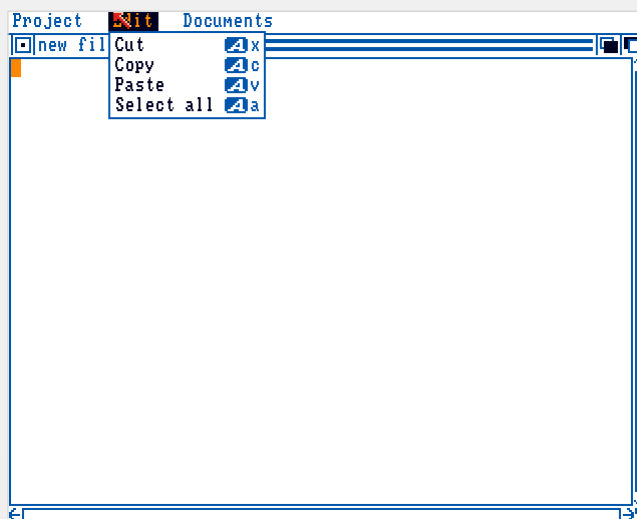 Project Edit Documents
new fil
Cut A x
Copy A c
Paste A v
Select all A a